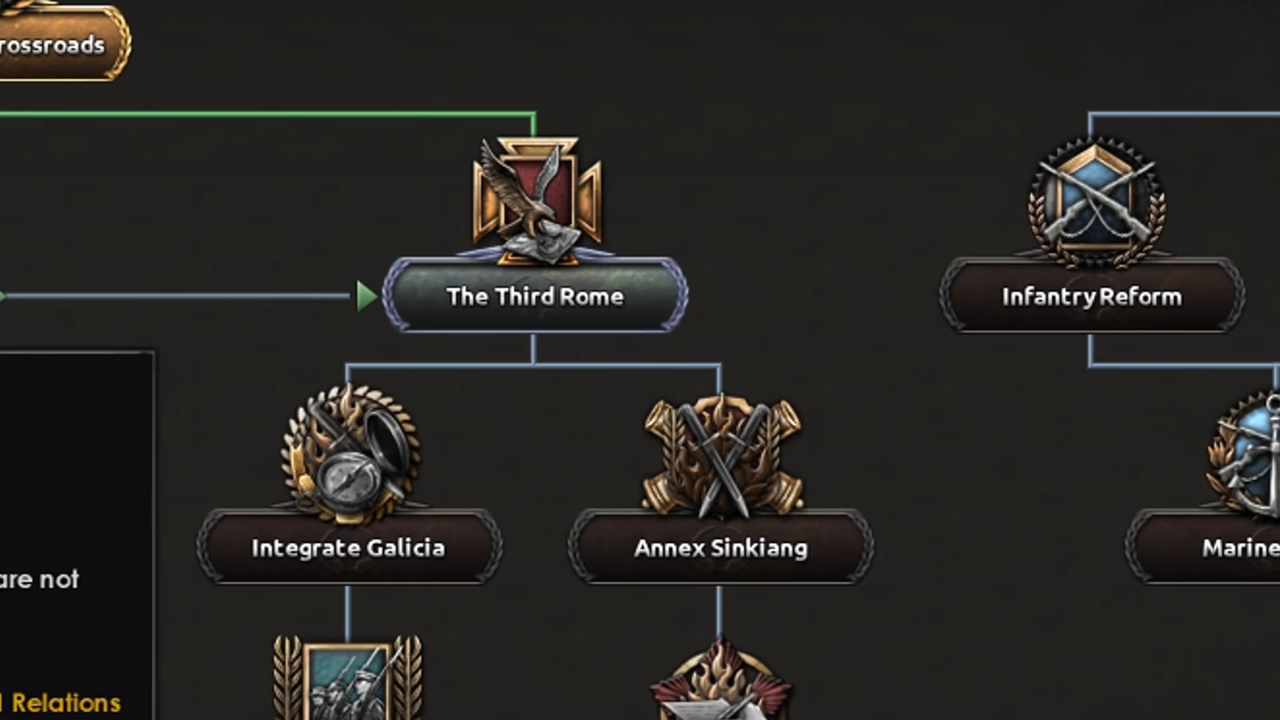 rossroads
The Third Rome
Infantry Reform
Integrate Galicia
Annex Sinkiang
Marine
are not
Relations